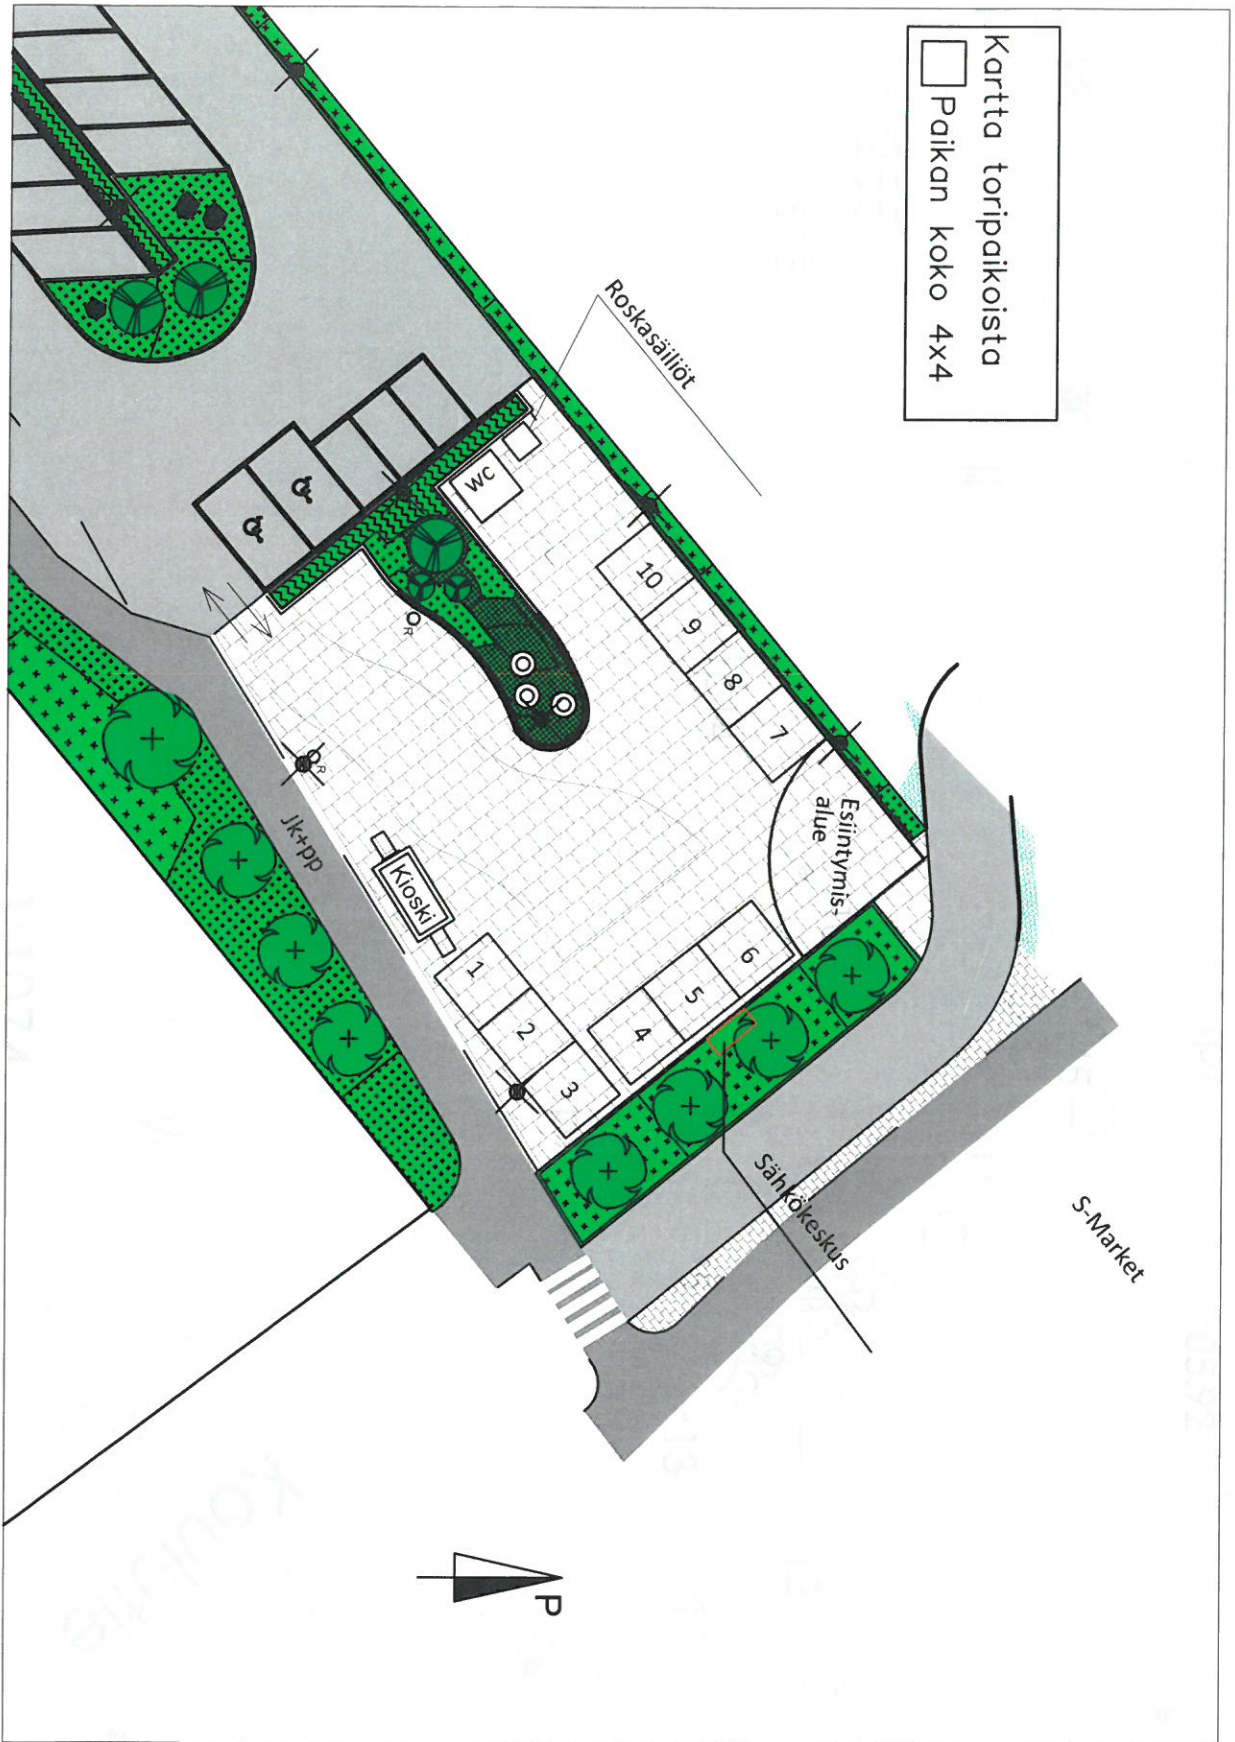 Kartta toripaikoista
Paikan koko 4x4
Roskasäiliöt
WC
10
9
8
7
Esiintymis-
alue
6
5
4
1
2
3
Kioski
R
R
jk+pp
Sähkökeskus
S-Market
P
Koulutie